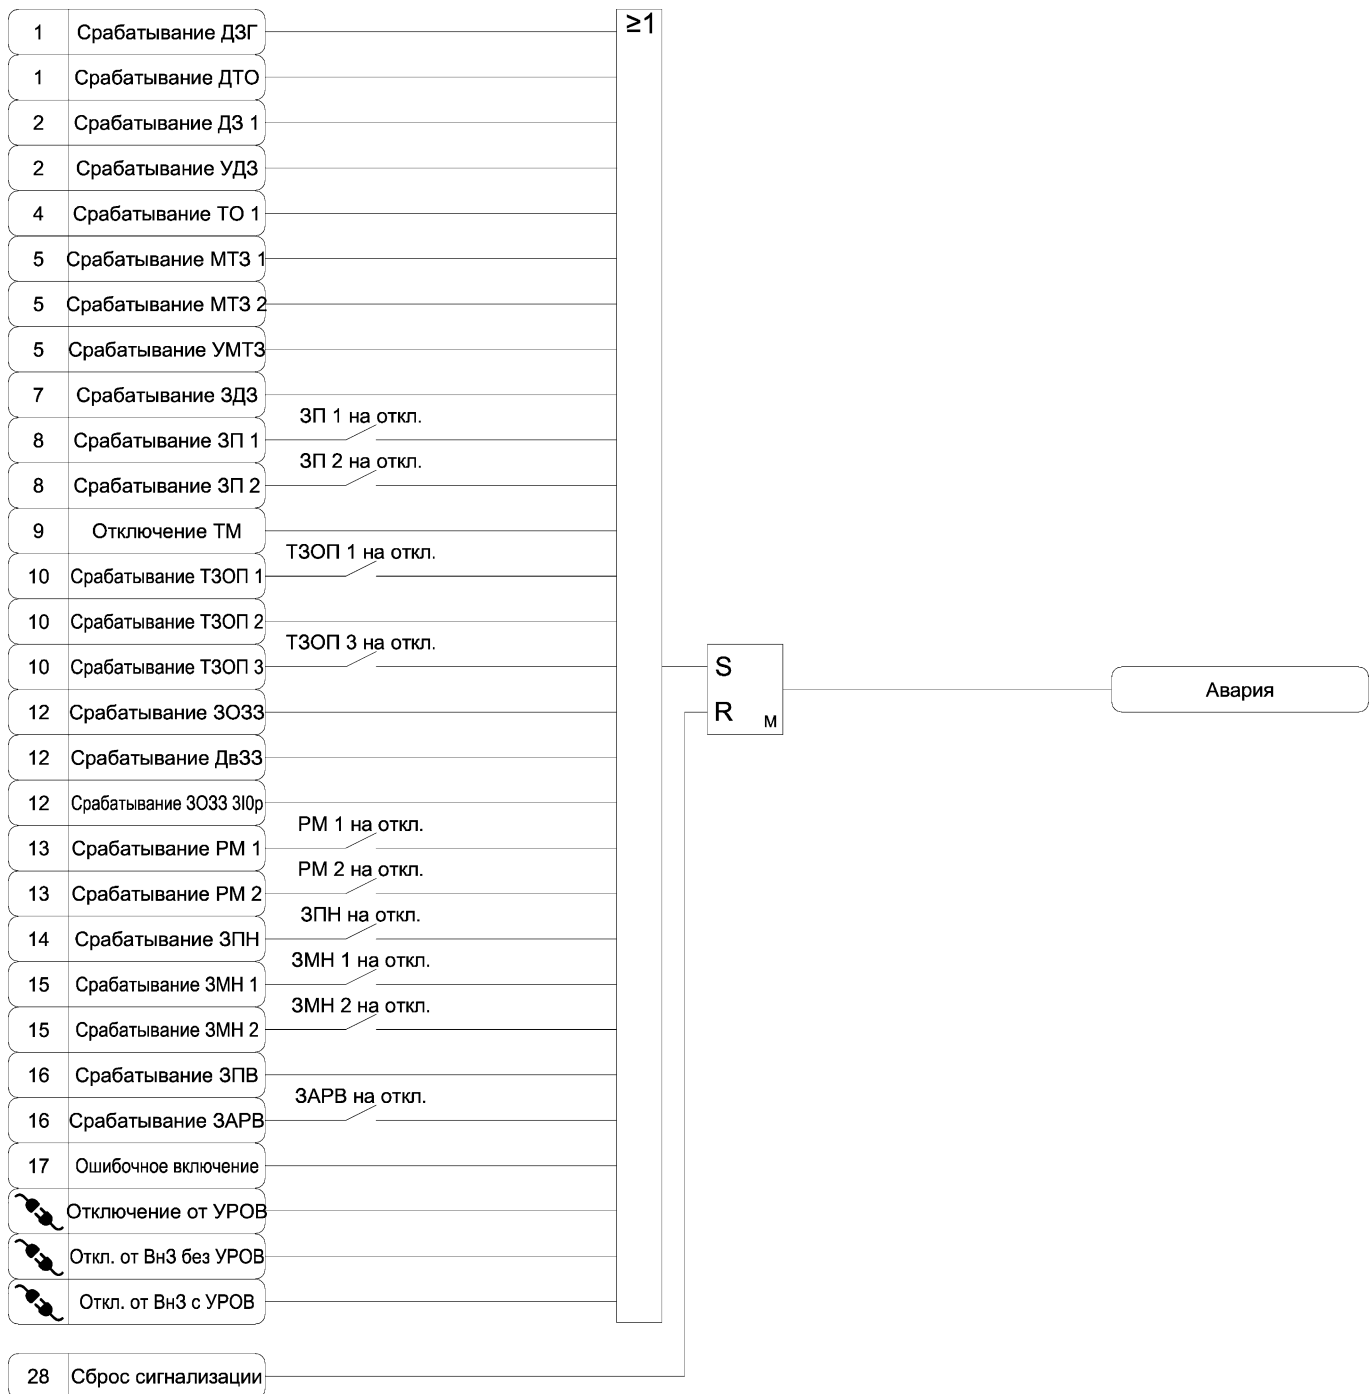 1 Срабатывание ДЗГ ≥1
1 Срабатывание ДТО
2 Срабатывание ДЗ 1
2 Срабатывание УДЗ
4 Срабатывание ТО 1
5 Срабатывание МТЗ 1
5 Срабатывание МТЗ 2
5 Срабатывание УМТЗ
7 Срабатывание ЗДЗ
ЗП 1 на откл.
8 Срабатывание ЗП 1
ЗП 2 на откл.
8 Срабатывание ЗП 2
9 Отключение ТМ
ТЗОП 1 на откл.
10 Срабатывание ТЗОП 1
10 Срабатывание ТЗОП 2
ТЗОП 3 на откл.
10 Срабатывание ТЗОП 3
S
Авария
12 Срабатывание ЗОЗЗ
R М
12 Срабатывание ДвЗЗ
12 Срабатывание ЗОЗЗ 3I0р
РМ 1 на откл.
13 Срабатывание РМ 1
РМ 2 на откл.
13 Срабатывание РМ 2
ЗПН на откл.
14 Срабатывание ЗПН
ЗМН 1 на откл.
15 Срабатывание ЗМН 1
ЗМН 2 на откл.
15 Срабатывание ЗМН 2
16 Срабатывание ЗПВ
ЗАРВ на откл.
16 Срабатывание ЗАРВ
17 Ошибочное включение
Отключение от УРОВ
Откл. от ВнЗ без УРОВ
Откл. от ВнЗ с УРОВ
28 Сброс сигнализации